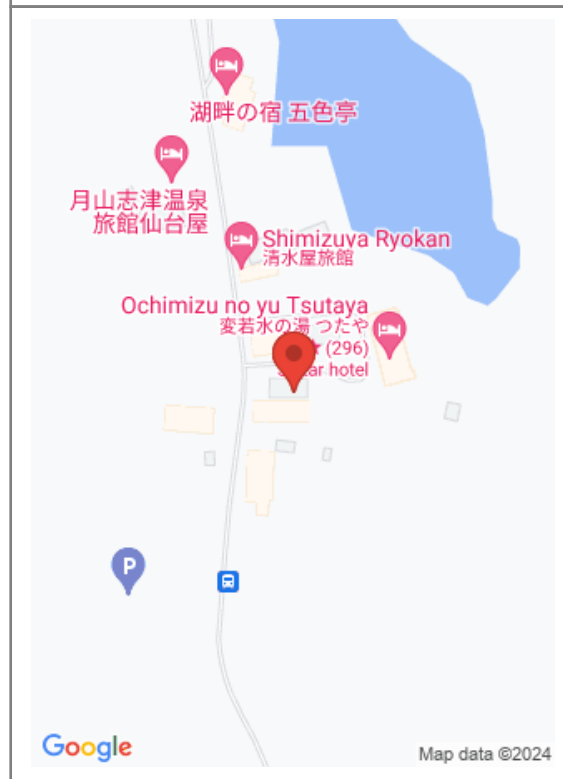 湖畔の宿 五色亭
月山志津温泉
旅館仙台屋
Shimizuya Ryokan
清水屋旅館
Ochimizu no yu Tsutaya
変若水の湯 つたや
(296)
hotel
P
Google
Map data ©2024